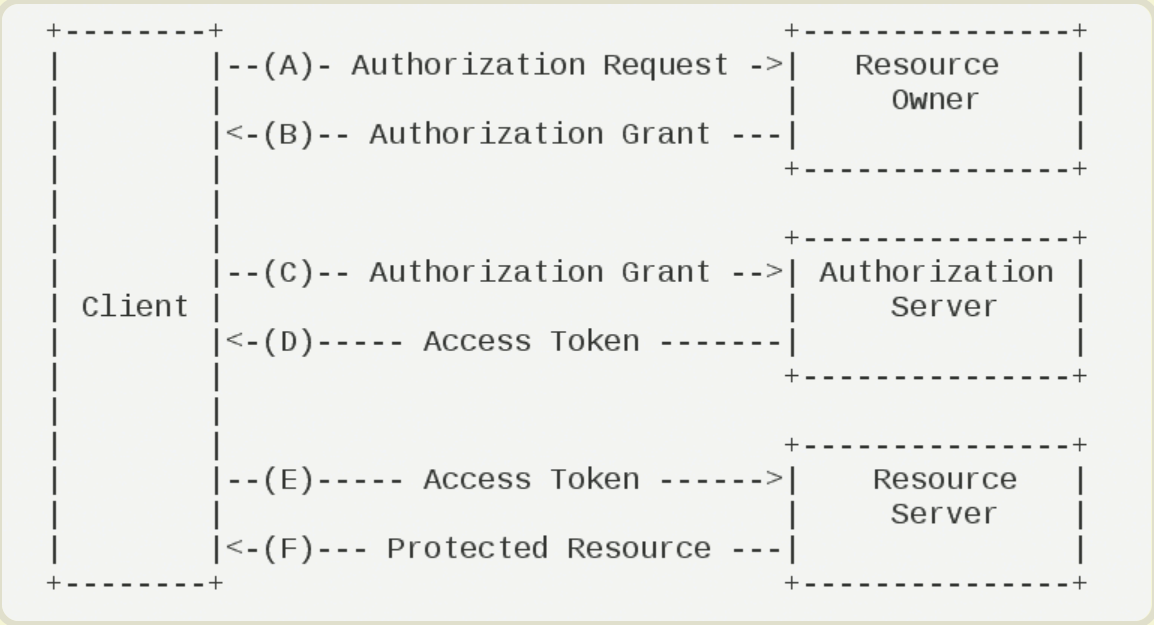 +--------+                               +---------------+
|        |--(A)- Authorization Request ->|   Resource    |
|        |                               |     Owner     |
|        |<-(B)-- Authorization Grant ---|               |
|        |                               +---------------+
|        |
|        |                               +---------------+
|        |--(C)-- Authorization Grant -->| Authorization |
| Client |                               |     Server    |
|        |<-(D)----- Access Token -------|               |
|        |                               +---------------+
|        |
|        |                               +---------------+
|        |--(E)----- Access Token ------>|    Resource   |
|        |                               |     Server    |
|        |<-(F)--- Protected Resource ---|               |
+--------+                               +---------------+